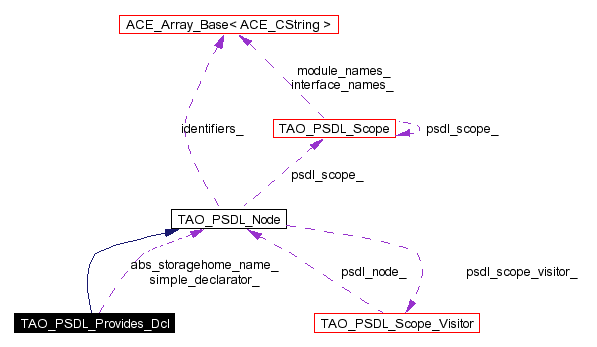 ACE_Array_Base< ACE_CString >
module_names_
interface_names_
identifiers_
TAO_PSDL_Scope
psdl_scope_
psdl_scope_
TAO_PSDL_Node
abs_storagehome_name_
simple_declarator_
psdl_node_
psdl_scope_visitor_
TAO_PSDL_Provides_Dcl
TAO_PSDL_Scope_Visitor